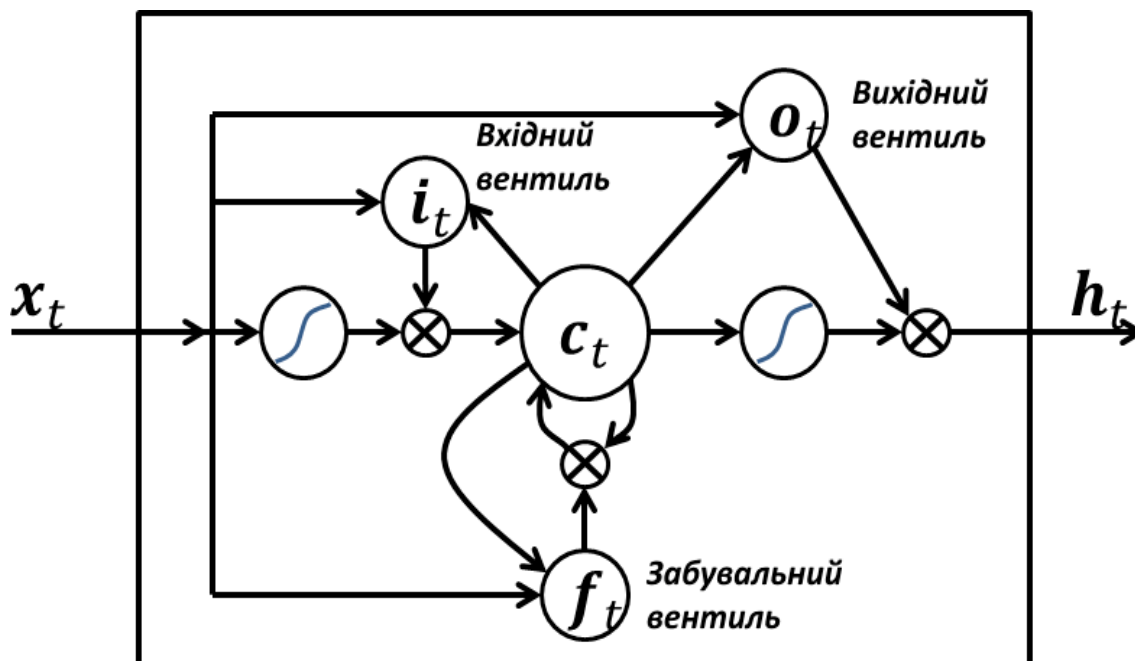 Вихідний
вентиль
o_t
Вхідний
вентиль
i_t
x_t
c_t
h_t
Забувальний
вентиль
f_t